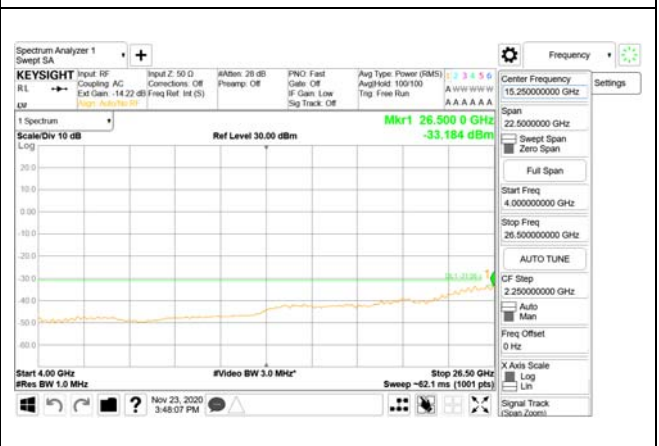 Spectrum Analyzer 1
Swept SA
Frequency
KEYSIGHT
RL
Input: RF
Coupling: AC
Ext Gain: -14.22 dB
Align: Auto/No RF
Input Z: 50 Ω
Corrections: Off
Freq Ref: Int (S)
#Atten: 28 dB
Preamp: Off
PNO: Fast
Gate: Off
IF Gain: Low
Sig Track: Off
Avg Type: Power (RMS)
Avg|Hold: 100/100
Trig: Free Run
1 2 3 4 5 6
A W W W W W
A A A A A A
1 Spectrum
Scale/Div 10 dB
Log
Ref Level 30.00 dBm
Mkr1 26.500 0 GHz
-33.184 dBm
20.0
10.0
0.00
-10.0
-20.0
-30.0
-40.0
-50.0
-60.0
1
Start 4.00 GHz
#Res BW 1.0 MHz
#Video BW 3.0 MHz*
Stop 26.50 GHz
Sweep ~62.1 ms (1001 pts)
Nov 23, 2020
3:48:07 PM
Center Frequency
15.250000000 GHz
Settings
Span
22.5000000 GHz
Swept Span
Zero Span
Full Span
Start Freq
4.000000000 GHz
Stop Freq
26.500000000 GHz
AUTO TUNE
CF Step
2.250000000 GHz
Auto
Man
Freq Offset
0 Hz
X Axis Scale
Log
Lin
Signal Track
(Span Zoom)